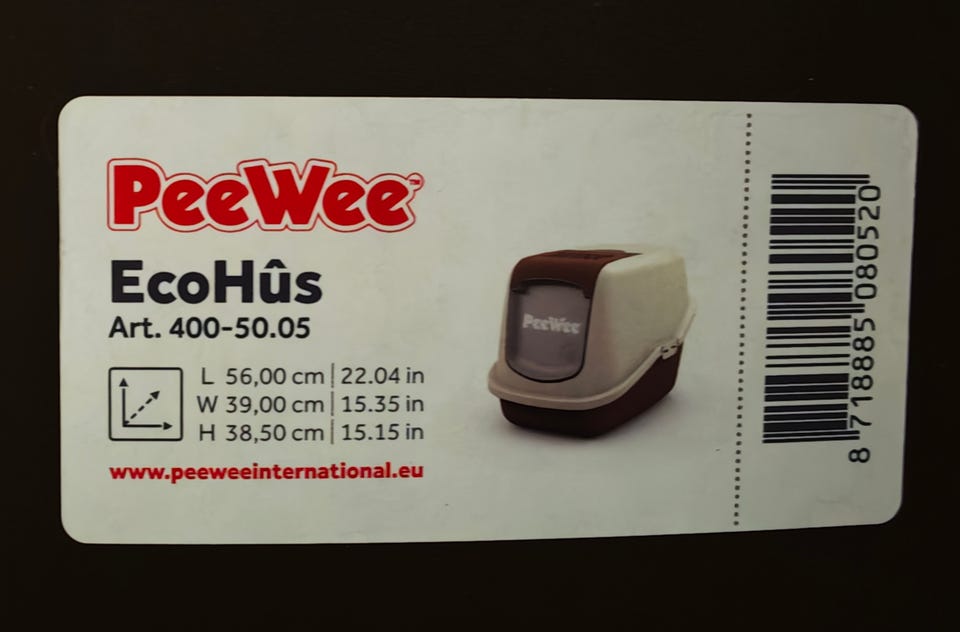 PeeWee™
EcoHûs
Art. 400-50.05
L 56,00 cm | 22.04 in
W 39,00 cm | 15.35 in
H 38,50 cm | 15.15 in
www.peeweeinternational.eu
PeeWee
8 718885 080520